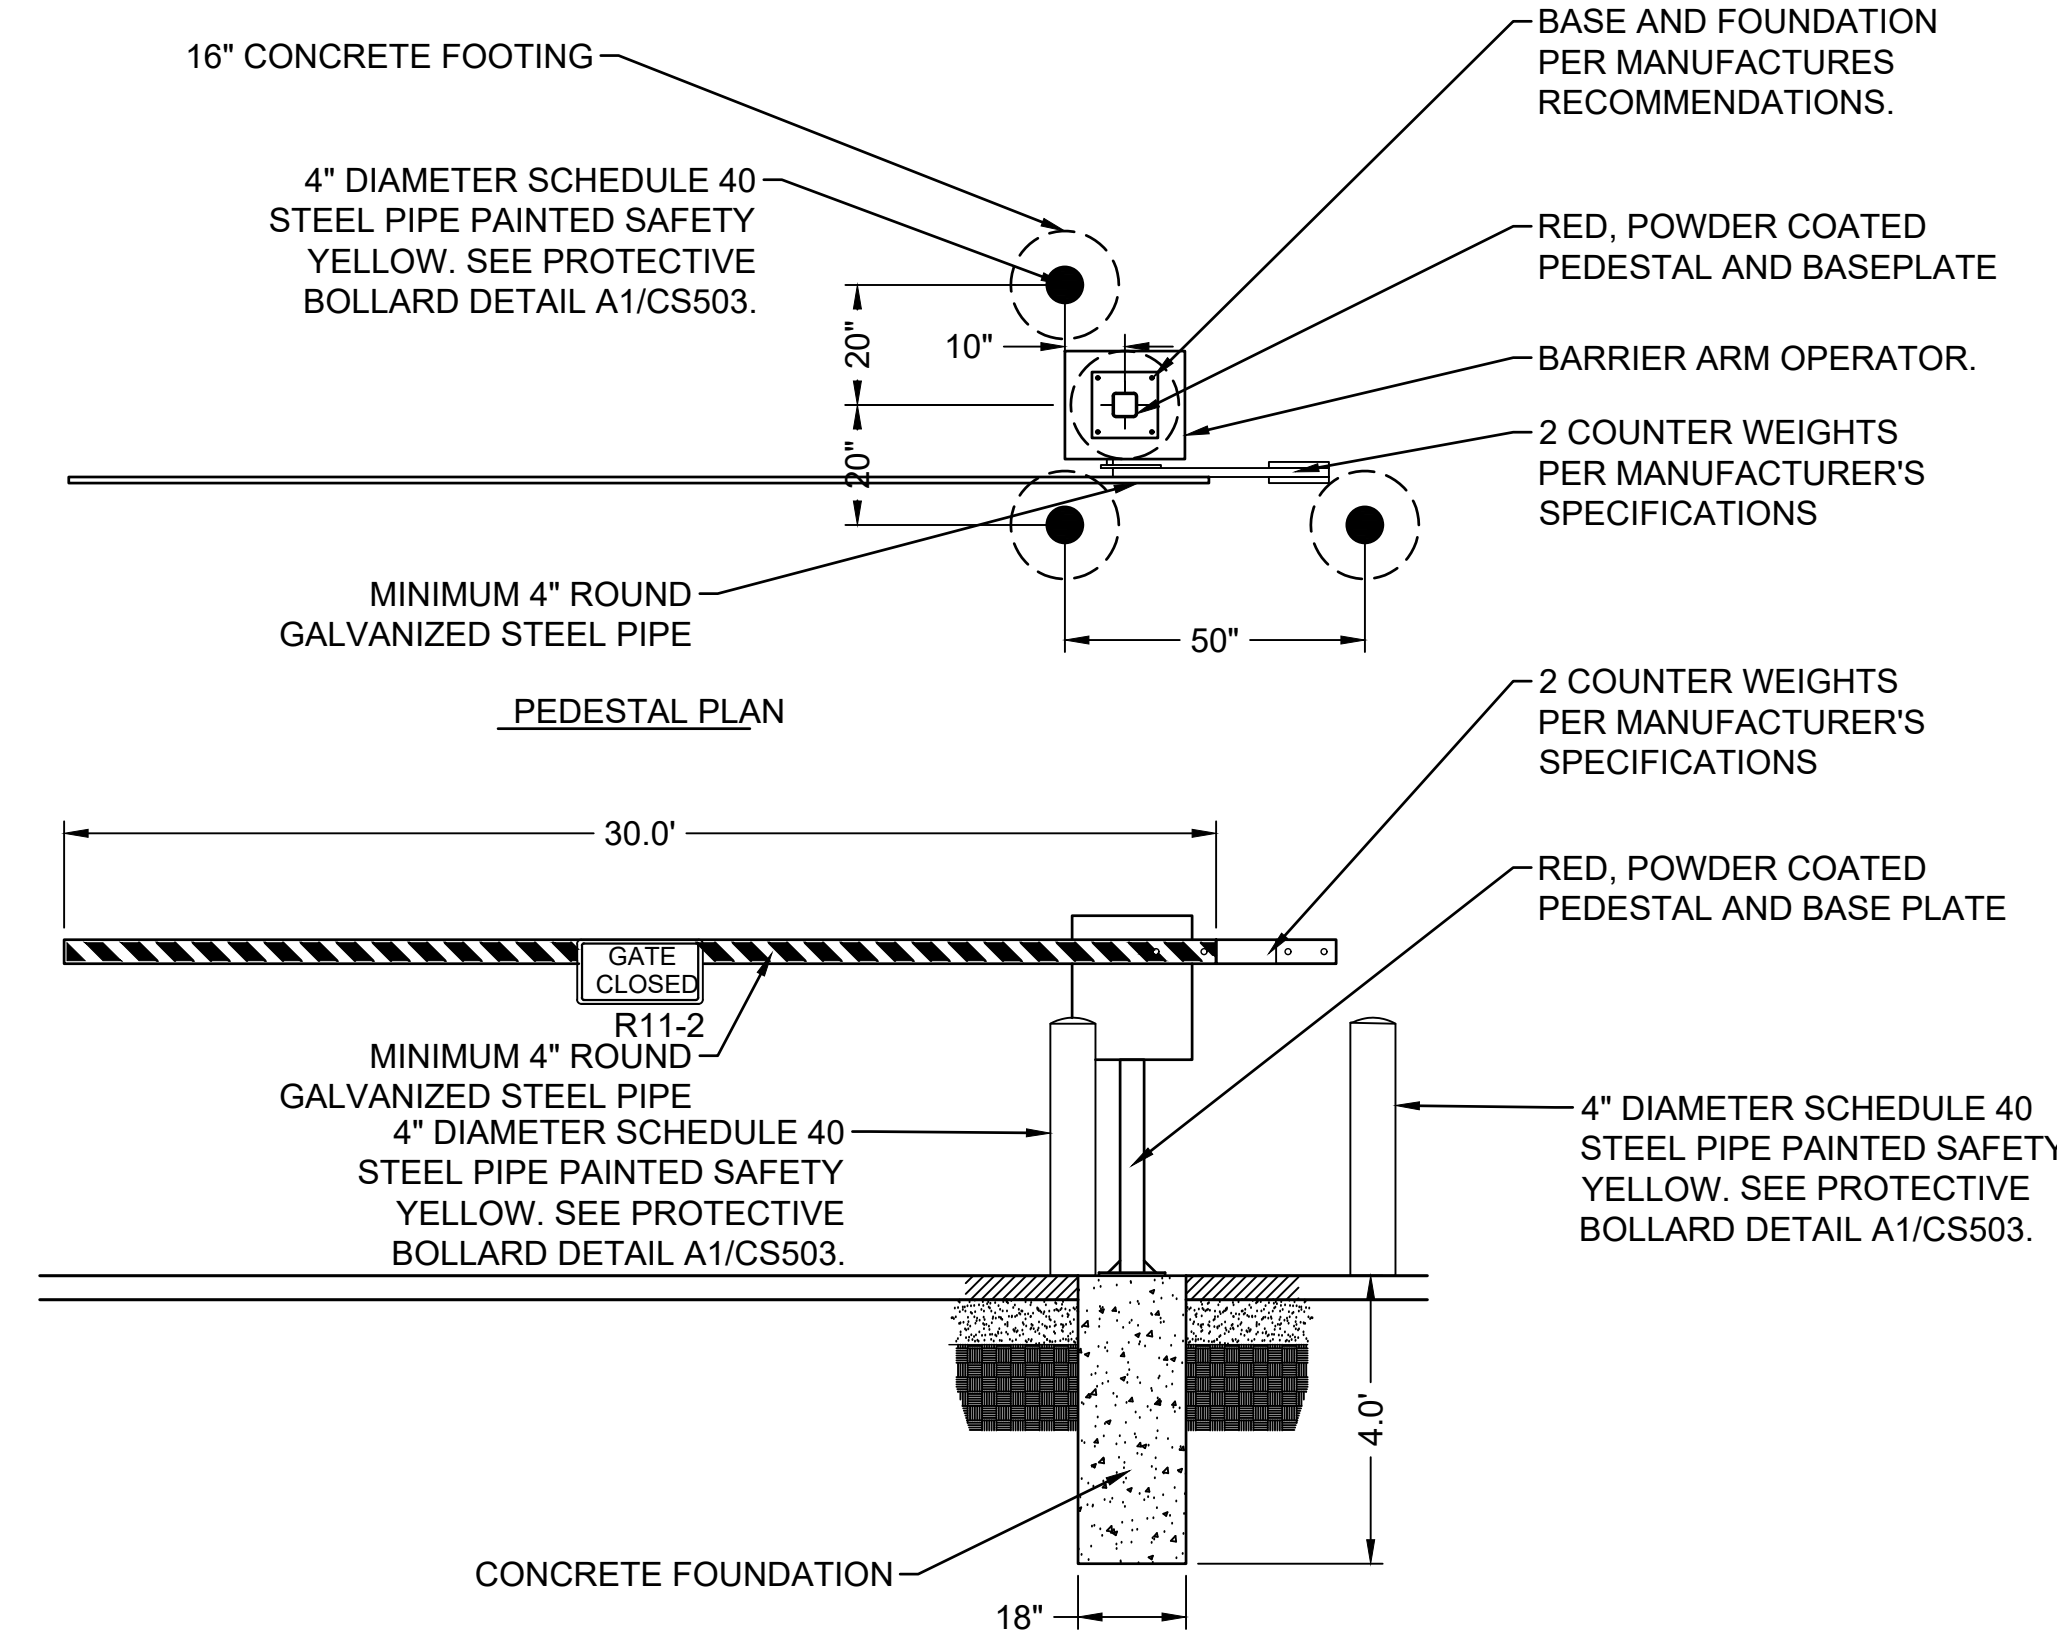 16" CONCRETE FOOTING
4" DIAMETER SCHEDULE 40
STEEL PIPE PAINTED SAFETY
YELLOW. SEE PROTECTIVE
BOLLARD DETAIL A1/CS503.
BASE AND FOUNDATION
PER MANUFACTURES
RECOMMENDATIONS.
RED, POWDER COATED
PEDESTAL AND BASEPLATE
BARRIER ARM OPERATOR.
2 COUNTER WEIGHTS
PER MANUFACTURER'S
SPECIFICATIONS
20"
10"
20"
MINIMUM 4" ROUND
GALVANIZED STEEL PIPE
50"
PEDESTAL PLAN
2 COUNTER WEIGHTS
PER MANUFACTURER'S
SPECIFICATIONS
30.0'
RED, POWDER COATED
PEDESTAL AND BASE PLATE
GATE
CLOSED
R11-2
MINIMUM 4" ROUND
GALVANIZED STEEL PIPE
4" DIAMETER SCHEDULE 40
STEEL PIPE PAINTED SAFETY
YELLOW. SEE PROTECTIVE
BOLLARD DETAIL A1/CS503.
4" DIAMETER SCHEDULE 40
STEEL PIPE PAINTED SAFETY
YELLOW. SEE PROTECTIVE
BOLLARD DETAIL A1/CS503.
4.0'
CONCRETE FOUNDATION
18"